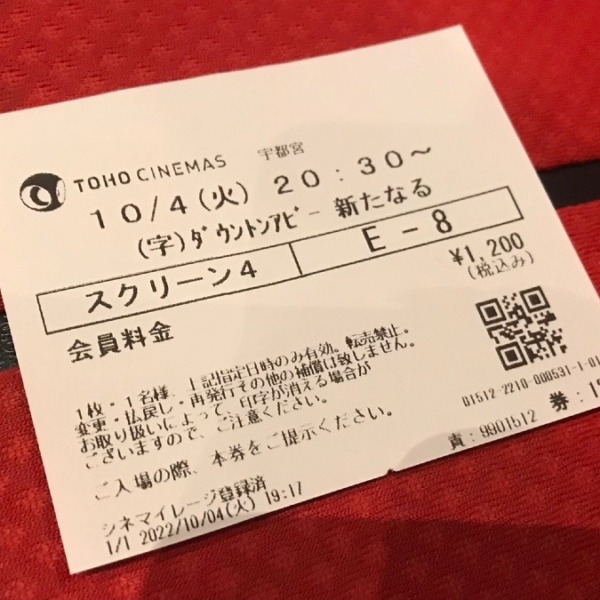 TOHO CINEMAS 宇都宮
10/4(火) 20:30~
(字)ﾀﾞｳﾝﾄﾝｱﾋﾞｰ 新たなる
スクリーン4 E-8
会員料金 ¥1,200
(税込み)
1枚・1名様、上記指定日時のみ有効。転売禁止。
変更・払戻し・再発行その他の補償は致しません。
お取り扱いによって、印字が消える場合が
ございますので、ご注意ください。
ご入場の際、本券をご提示ください。
01512-2210-000531-1-01
責:9901512 券:15
シネマイレージ登録済
1/1 2022/10/04(火) 19:17